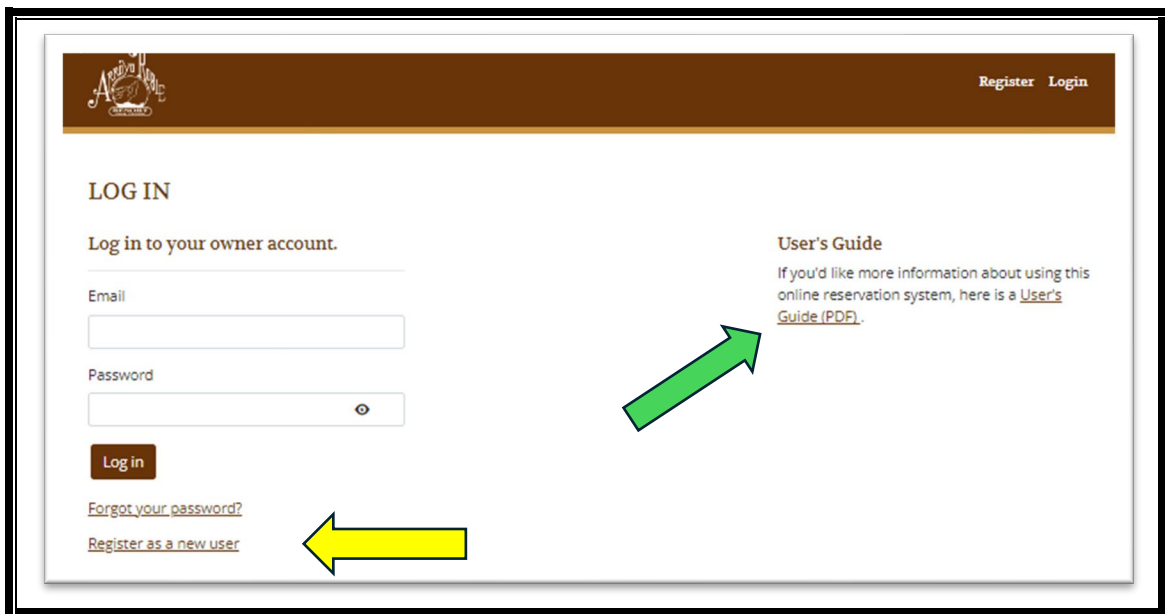 Arroyo Roble
Register Login
LOG IN
Log in to your owner account.
Email
Password
Log in
Forgot your password?
Register as a new user
User's Guide
If you'd like more information about using this
online reservation system, here is a User's
Guide (PDF) .